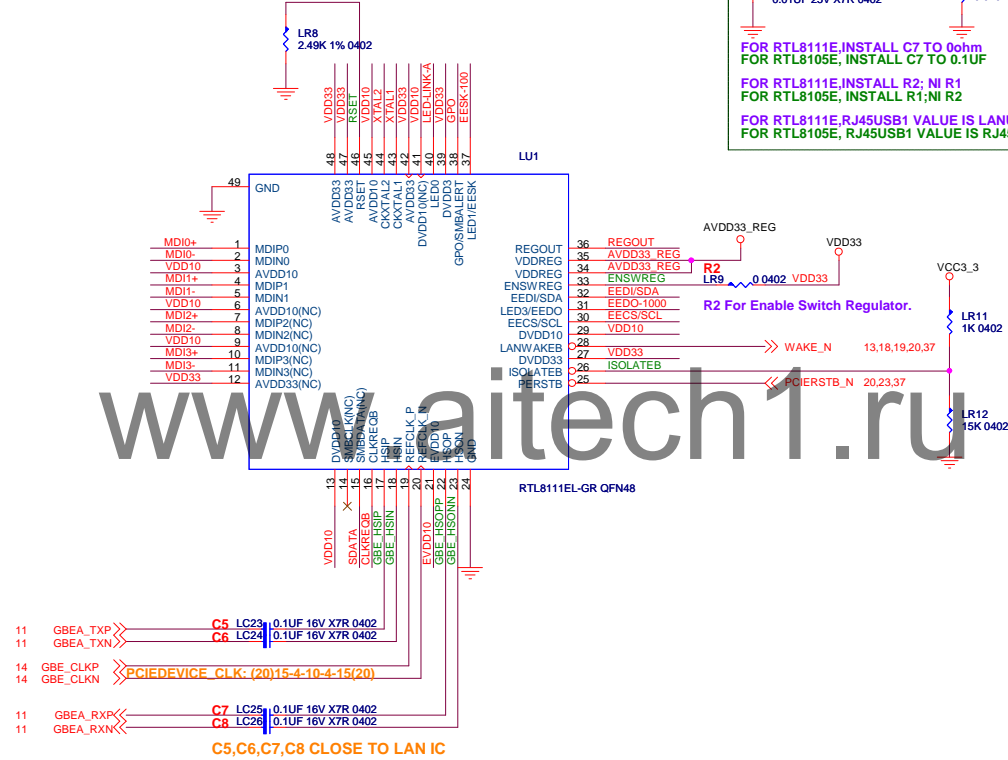 LR8
2.49K 1% 0402
0.01UF 25V X7R 0402
FOR RTL8111E,INSTALL C7 TO 0ohm
FOR RTL8105E, INSTALL C7 TO 0.1UF
FOR RTL8111E,INSTALL R2; NI R1
FOR RTL8105E, INSTALL R1;NI R2
FOR RTL8111E,RJ45USB1 VALUE IS LAN
FOR RTL8105E, RJ45USB1 VALUE IS RJ4
VDD33
VDD33
RSET
VDD10
XTAL2
XTAL1
VDD33
VDD10
LED-LINK-A
VDD33
GPO
EESK-100
48
47
46
45
44
43
42
41
40
39
38
37
LU1
AVDD33
AVDD33
RSET
AVDD10
CKXTAL2
CKXTAL1
AVDD33
DVDD10(NC)
LED0
DVDD3
GPO/SMBALERT
LED1/EESK
49 GND
MDI0+ 1 MDIP0
MDI0- 2 MDIN0
VDD10 3 AVDD10
MDI1+ 4 MDIP1
MDI1- 5 MDIN1
VDD10 6 AVDD10(NC)
MDI2+ 7 MDIP2(NC)
MDI2- 8 MDIN2(NC)
VDD10 9 AVDD10(NC)
MDI3+ 10 MDIP3(NC)
MDI3- 11 MDIN3(NC)
VDD33 12 AVDD33(NC)
REGOUT 36 REGOUT
VDDREG 35 AVDD33_REG
VDDREG 34 AVDD33_REG
ENSWREG 33 ENSWREG
EEDI/SDA 32 EEDI/SDA
LED3/EEDO 31 EEDO-1000
EECS/SCL 30 EECS/SCL
DVDD10 29 VDD10
LANWAKEB 28 WAKE_N 13,18,19,20,37
DVDD33 27 VDD33
ISOLATEB 26 ISOLATEB
PERSTB 25 PCIERSTB_N 20,23,37
AVDD33_REG
VDD33
R2
LR9 0 0402 VDD33
R2 For Enable Switch Regulator.
VCC3_3
LR11
1K 0402
LR12
15K 0402
www.aitech1.ru
DVDD10
SMBCLK(NC)
SMBDATA(NC)
CLKREQB
HSIP
HSIN
REFCLK_P
REFCLK_N
EVDD10
HSOP
HSON
GND
13
14
15
16
17
18
19
20
21
22
23
24
RTL8111EL-GR QFN48
VDD10
SDATA
CLKREQB
GBE_HSIP
GBE_HSIN
EVDD10
GBE_HSOPP
GBE_HSONN
11 GBEA_TXP C5 LC23 0.1UF 16V X7R 0402
11 GBEA_TXN C6 LC24 0.1UF 16V X7R 0402
14 GBE_CLKP
14 GBE_CLKN
PCIEDEVICE_CLK: (20)15-4-10-4-15(20)
11 GBEA_RXP C7 LC25 0.1UF 16V X7R 0402
11 GBEA_RXN C8 LC26 0.1UF 16V X7R 0402
C5,C6,C7,C8 CLOSE TO LAN IC